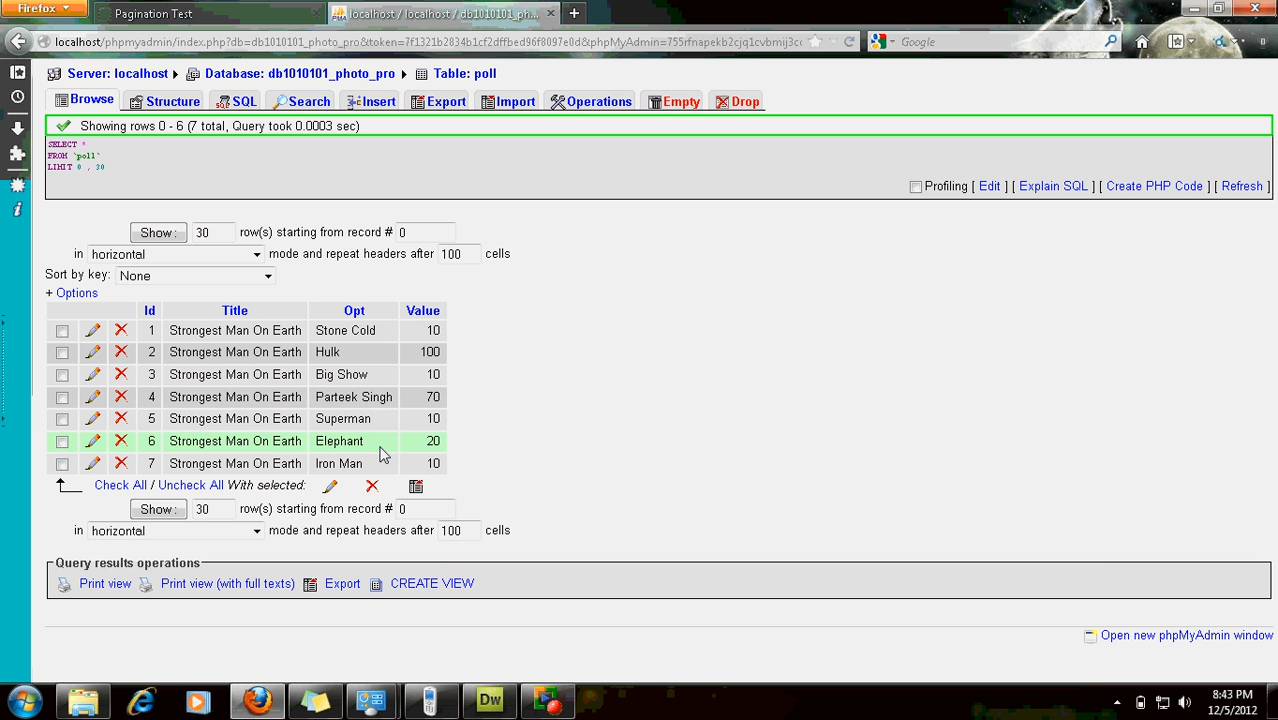 Firefox
Pagination Test
localhost / localhost / db1010101_ph...
localhost/phpmyadmin/index.php?db=db1010101_photo_pro&token=7f1321b2834b1cf2dffbed96f8097e0d&phpMyAdmin=755rfnapekb2cjq1cvbmij3cc
Google
Server: localhost Database: db1010101_photo_pro Table: poll
Browse Structure SQL Search Insert Export Import Operations Empty Drop
Showing rows 0 - 6 (7 total, Query took 0.0003 sec)
SELECT *
FROM `poll`
LIMIT 0 , 30
Profiling [ Edit ] [ Explain SQL ] [ Create PHP Code ] [ Refresh ]
Show : 30 row(s) starting from record # 0
in horizontal mode and repeat headers after 100 cells
Sort by key: None
+ Options
Id Title Opt Value
1 Strongest Man On Earth Stone Cold 10
2 Strongest Man On Earth Hulk 100
3 Strongest Man On Earth Big Show 10
4 Strongest Man On Earth Parteek Singh 70
5 Strongest Man On Earth Superman 10
6 Strongest Man On Earth Elephant 20
7 Strongest Man On Earth Iron Man 10
Check All / Uncheck All With selected:
Show : 30 row(s) starting from record # 0
in horizontal mode and repeat headers after 100 cells
Query results operations
Print view Print view (with full texts) Export CREATE VIEW
Open new phpMyAdmin window
Dw
8:43 PM
12/5/2012